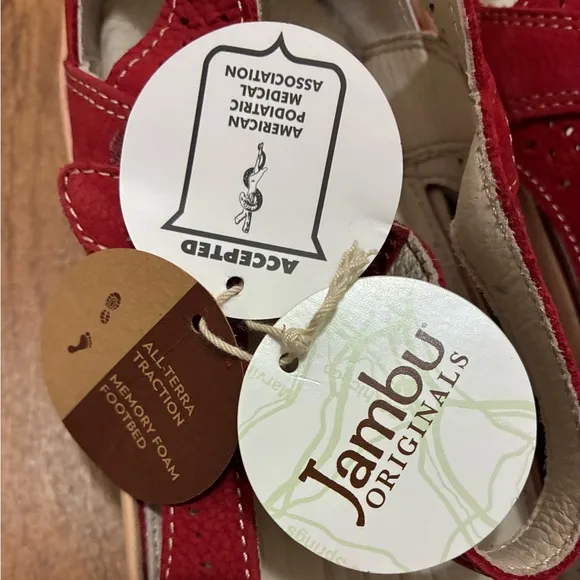 AMERICAN
PODIATRIC
MEDICAL
ASSOCIATION
ACCEPTED
ALL-TERRA
TRACTION
MEMORY FOAM
FOOTBED
Jambu®
ORIGINALS